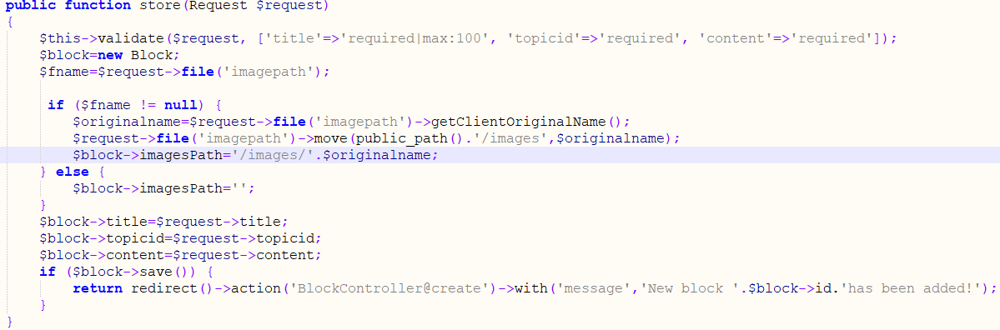 public function store(Request $request)
{
$this->validate($request, ['title'=>'required|max:100', 'topicid'=>'required', 'content'=>'required']);
$block=new Block;
$fname=$request->file('imagepath');
if ($fname != null) {
$originalname=$request->file('imagepath')->getClientOriginalName();
$request->file('imagepath')->move(public_path().'/images',$originalname);
$block->imagesPath='/images/'.$originalname;
} else {
$block->imagesPath='';
}
$block->title=$request->title;
$block->topicid=$request->topicid;
$block->content=$request->content;
if ($block->save()) {
return redirect()->action('BlockController@create')->with('message','New block '.$block->id.'has been added!');
}
}